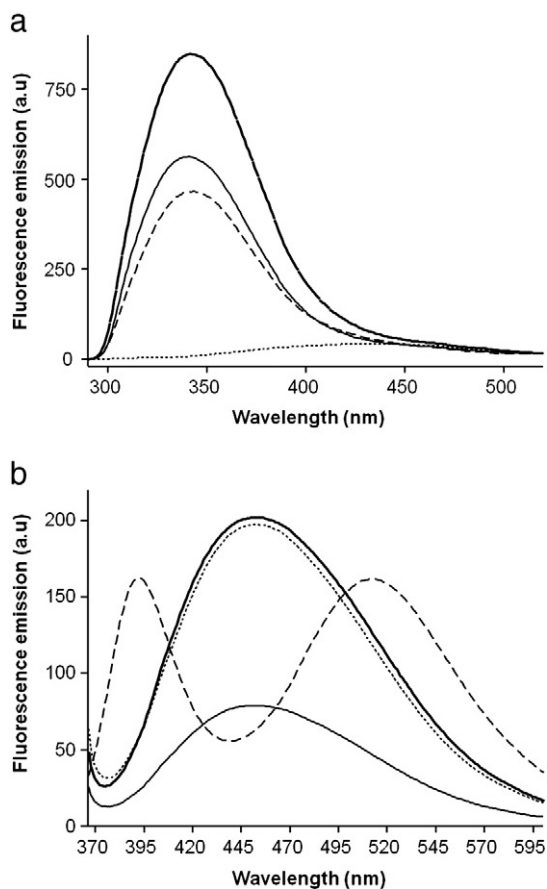 a
Fluorescence emission (a.u)
750
500
250
0
300 350 400 450 500
Wavelength (nm)
b
Fluorescence emission (a.u)
200
150
100
50
0
370 395 420 445 470 495 520 545 570 595
Wavelength (nm)